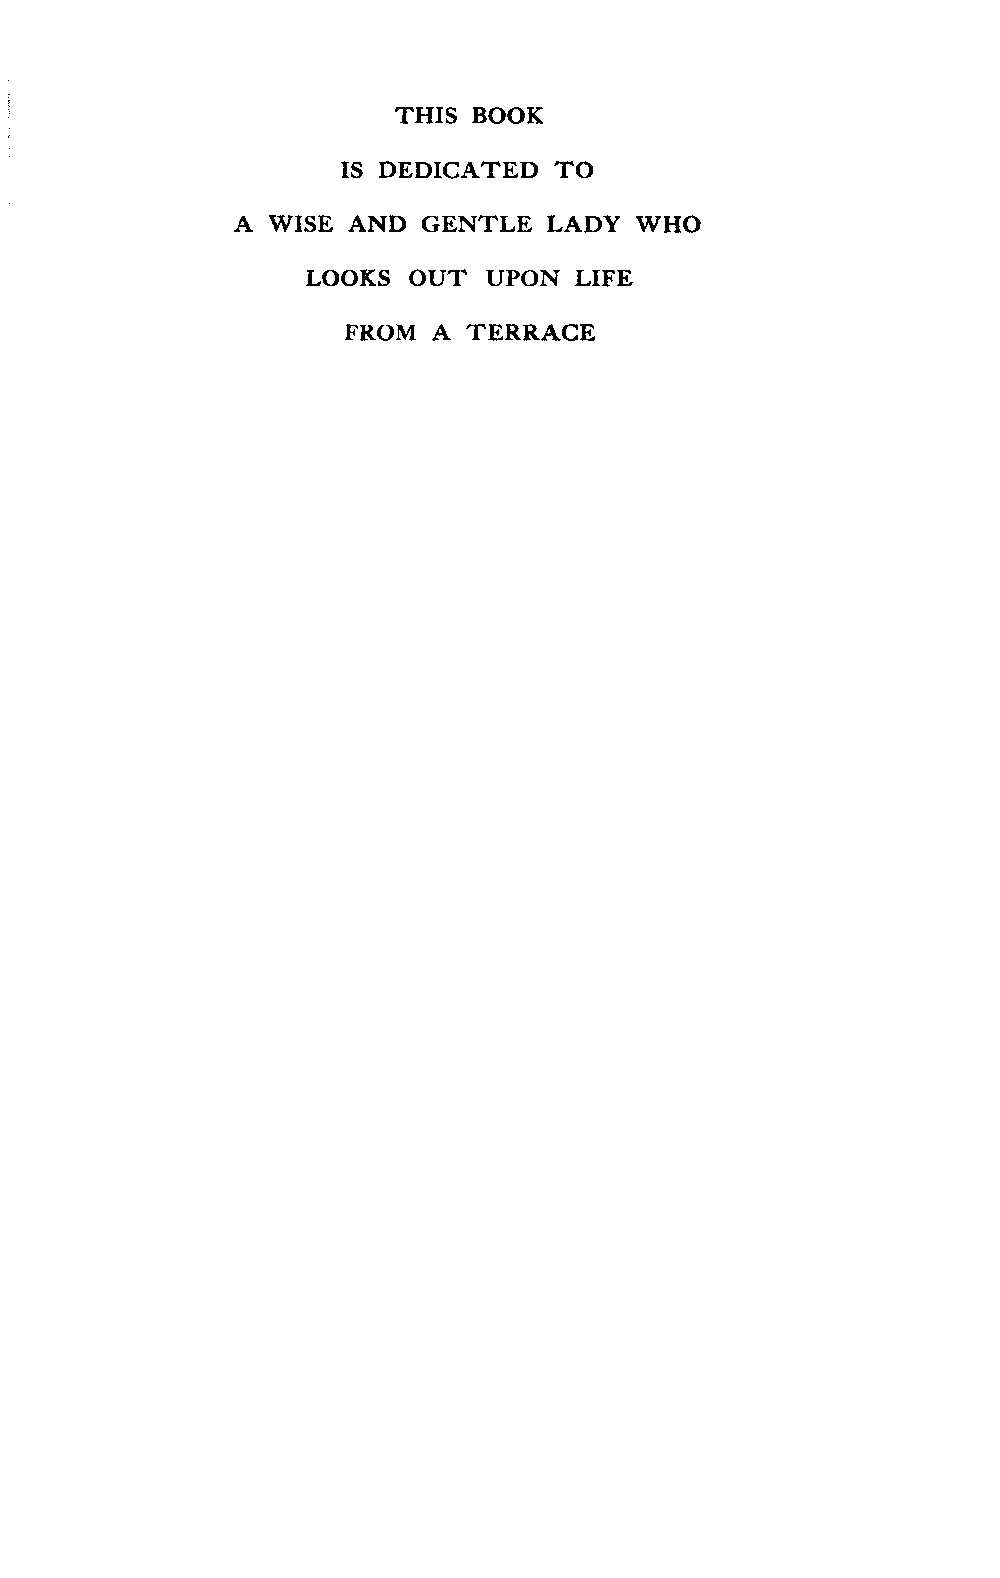 THIS BOOK
IS DEDICATED TO
A WISE AND GENTLE LADY WHO
LOOKS OUT UPON LIFE
FROM A TERRACE